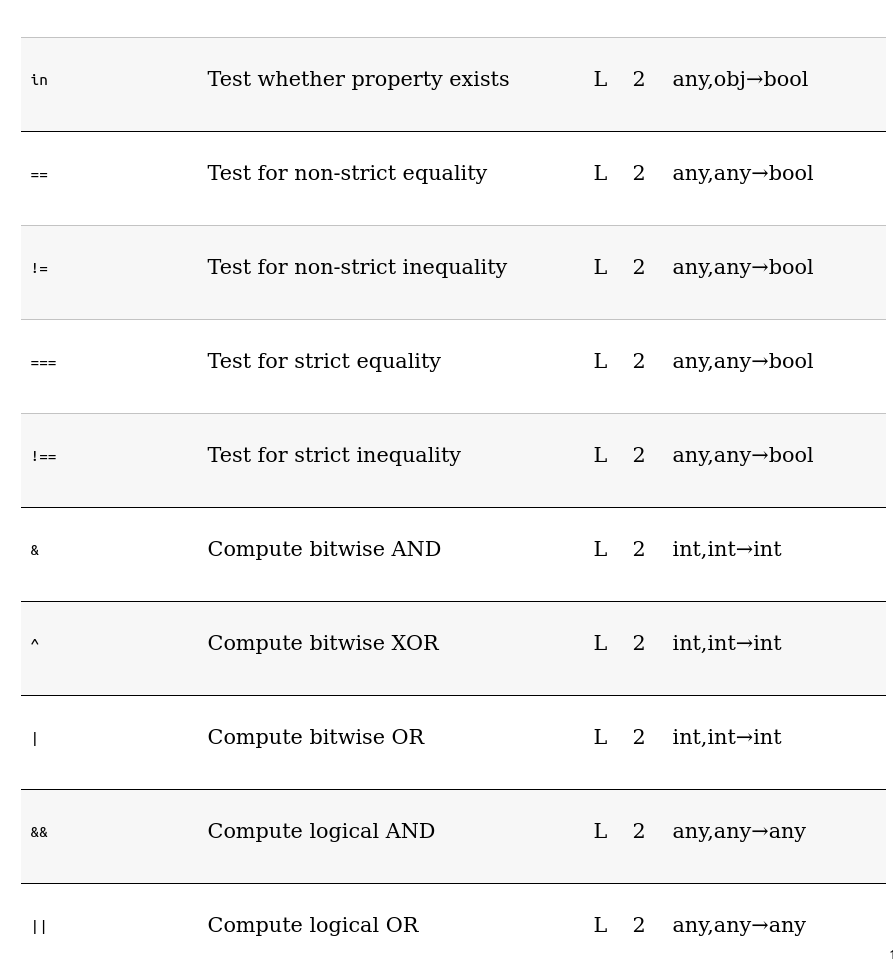 in Test whether property exists L 2 any,obj→bool
== Test for non-strict equality L 2 any,any→bool
!= Test for non-strict inequality L 2 any,any→bool
=== Test for strict equality L 2 any,any→bool
!== Test for strict inequality L 2 any,any→bool
& Compute bitwise AND L 2 int,int→int
^ Compute bitwise XOR L 2 int,int→int
| Compute bitwise OR L 2 int,int→int
&& Compute logical AND L 2 any,any→any
|| Compute logical OR L 2 any,any→any